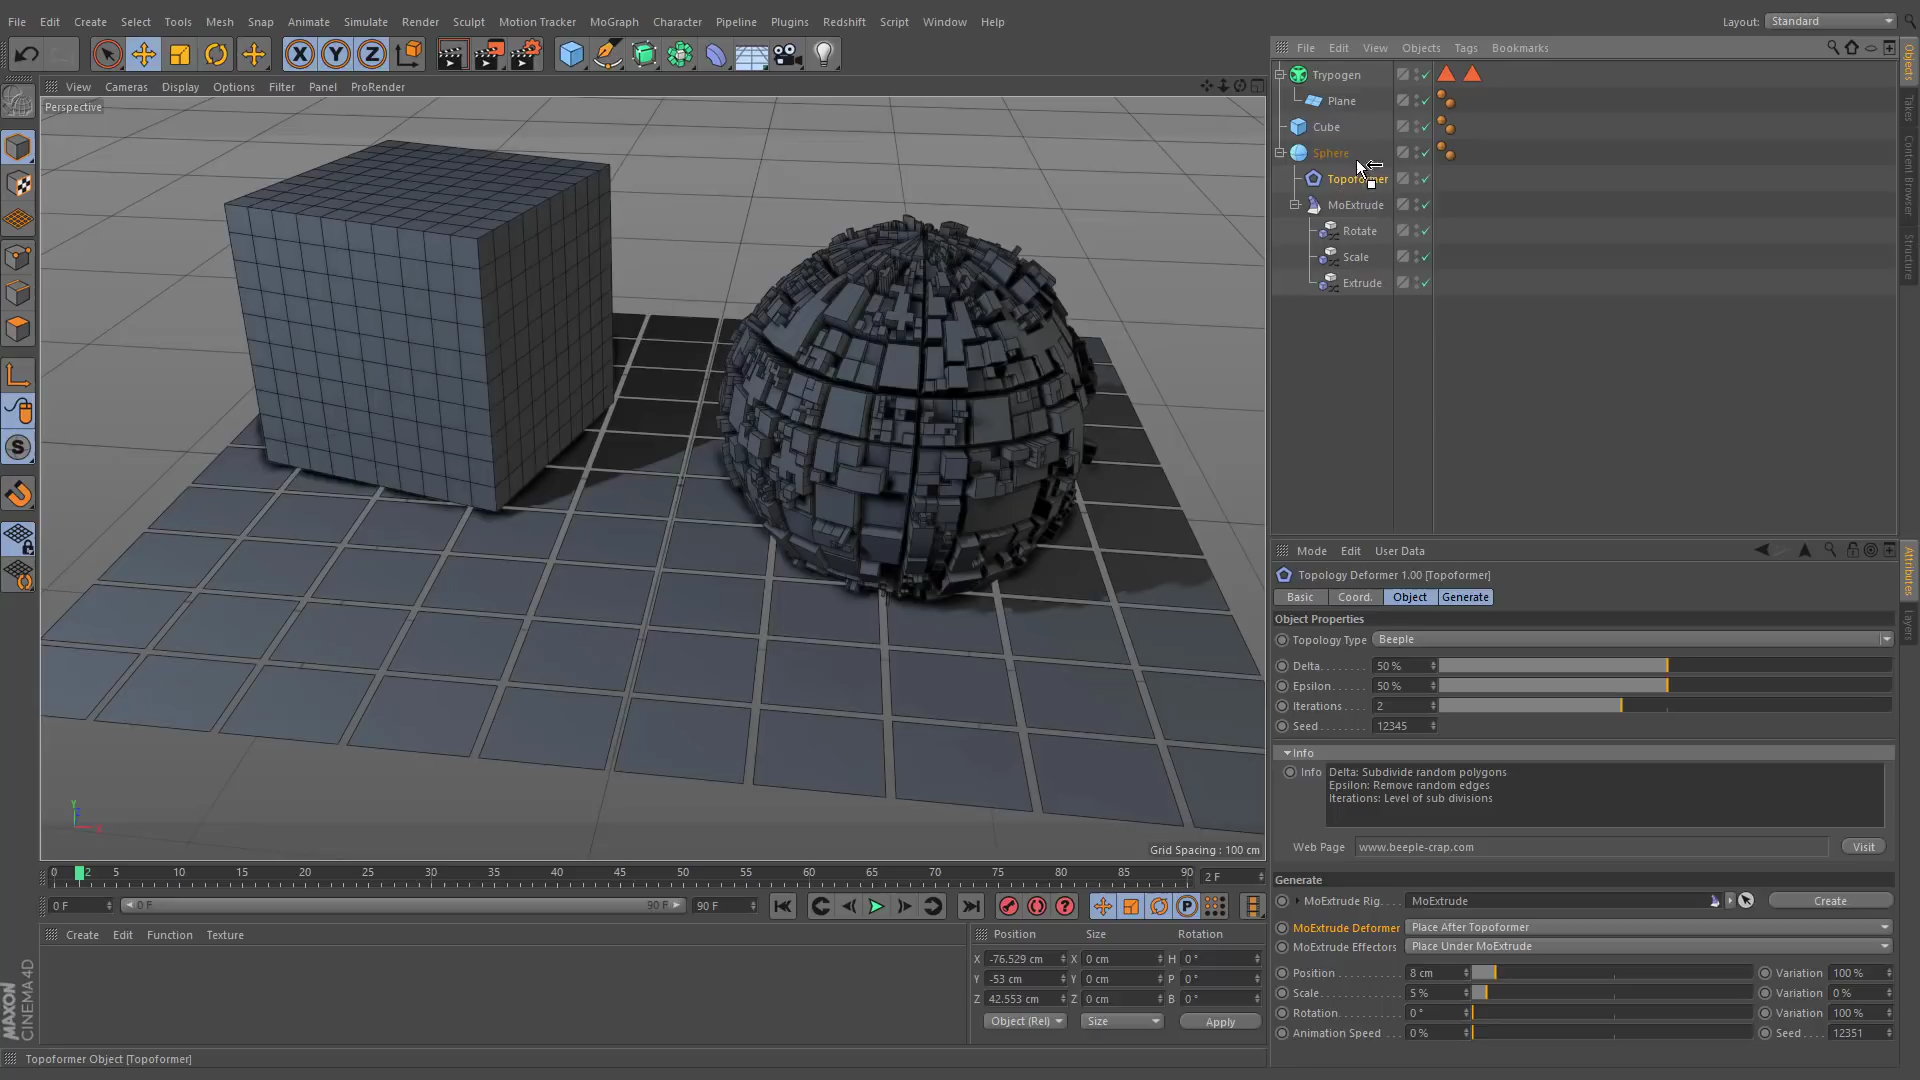 File Edit Create Select Tools Mesh Snap Animate Simulate Render Sculpt Motion Tracker MoGraph Character Pipeline Plugins Redshift Script Window Help Layout: Standard
File Edit View Objects Tags Bookmarks
View Cameras Display Options Filter Panel ProRender
Perspective
Trypogen
Plane
Cube
Sphere
Topoformer
MoExtrude
Rotate
Scale
Extrude
Objects
Takes
Content Browser
Structure
Mode Edit User Data
Topology Deformer 1.00 [Topoformer]
Basic Coord. Object Generate
Object Properties
Topology Type Beeple
Delta 50 %
Epsilon 50 %
Iterations 2
Seed 12345
Info
Info Delta: Subdivide random polygons
Epsilon: Remove random edges
Iterations: Level of sub divisions
Web Page www.beeple-crap.com Visit
Generate
MoExtrude Rig MoExtrude Create
MoExtrude Deformer Place After Topoformer
MoExtrude Effectors Place Under MoExtrude
Position 8 cm Variation 100 %
Scale 5 % Variation 0 %
Rotation 0 ° Variation 100 %
Animation Speed 0 % Seed 12351
Attributes
Layers
Y
Grid Spacing : 100 cm
0 2 5 10 15 20 25 30 35 40 45 50 55 60 65 70 75 80 85 90 2 F
0 F 0 F 90 F 90 F
Create Edit Function Texture
Position Size Rotation
X -76.529 cm X 0 cm H 0 °
Y -53 cm Y 0 cm P 0 °
Z 42.553 cm Z 0 cm B 0 °
Object (Rel) Size Apply
MAXON
CINEMA 4D
Topoformer Object [Topoformer]